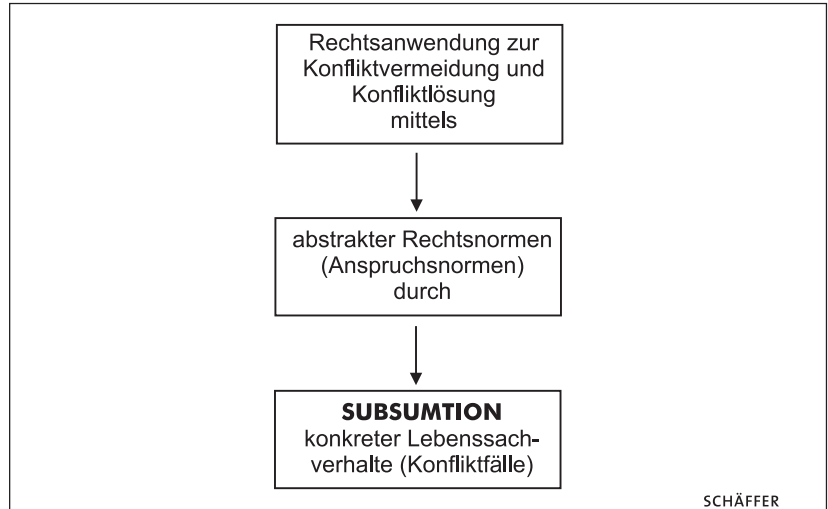 Rechtsanwendung zur
Konfliktvermeidung und
Konfliktlösung
mittels
abstrakter Rechtsnormen
(Anspruchsnormen)
durch
SUBSUMTION
konkreter Lebenssach-
verhalte (Konfliktfälle)
SCHÄFFER